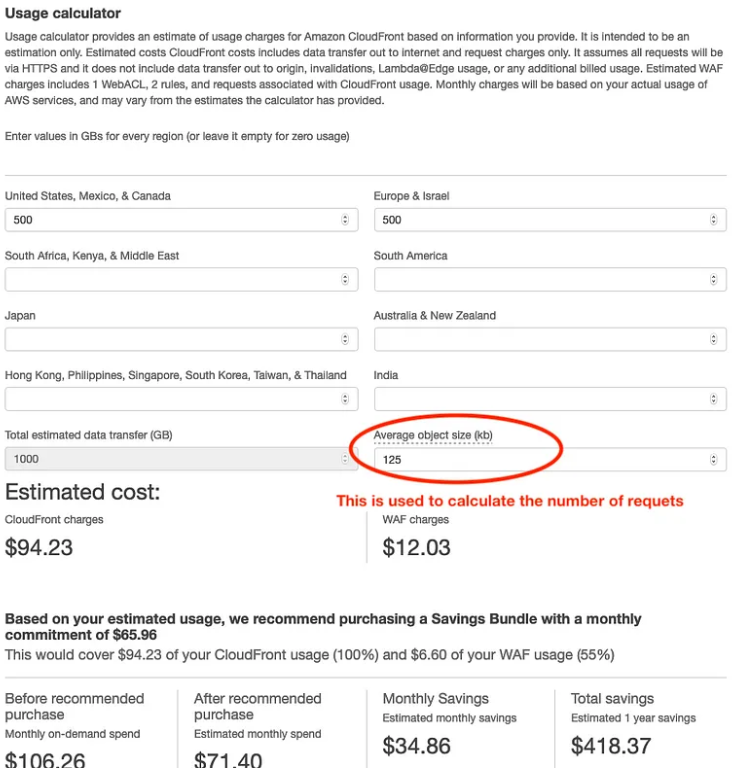 Usage calculator
Usage calculator provides an estimate of usage charges for Amazon CloudFront based on information you provide. It is intended to be an
estimation only. Estimated costs CloudFront costs includes data transfer out to internet and request charges only. It assumes all requests will be
via HTTPS and it does not include data transfer out to origin, invalidations, Lambda@Edge usage, or any additional billed usage. Estimated WAF
charges includes 1 WebACL, 2 rules, and requests associated with CloudFront usage. Monthly charges will be based on your actual usage of
AWS services, and may vary from the estimates the calculator has provided.
Enter values in GBs for every region (or leave it empty for zero usage)
United States, Mexico, & Canada
Europe & Israel
500
500
South Africa, Kenya, & Middle East
South America
Japan
Australia & New Zealand
Hong Kong, Philippines, Singapore, South Korea, Taiwan, & Thailand
India
Total estimated data transfer (GB)
Average object size (kb)
1000
125
Estimated cost:
This is used to calculate the number of requets
CloudFront charges
WAF charges
$94.23
$12.03
Based on your estimated usage, we recommend purchasing a Savings Bundle with a monthly
commitment of $65.96
This would cover $94.23 of your CloudFront usage (100%) and $6.60 of your WAF usage (55%)
Before recommended
purchase
Monthly on-demand spend
$106.26
After recommended
purchase
Estimated monthly spend
$71.40
Monthly Savings
Estimated monthly savings
$34.86
Total savings
Estimated 1 year savings
$418.37